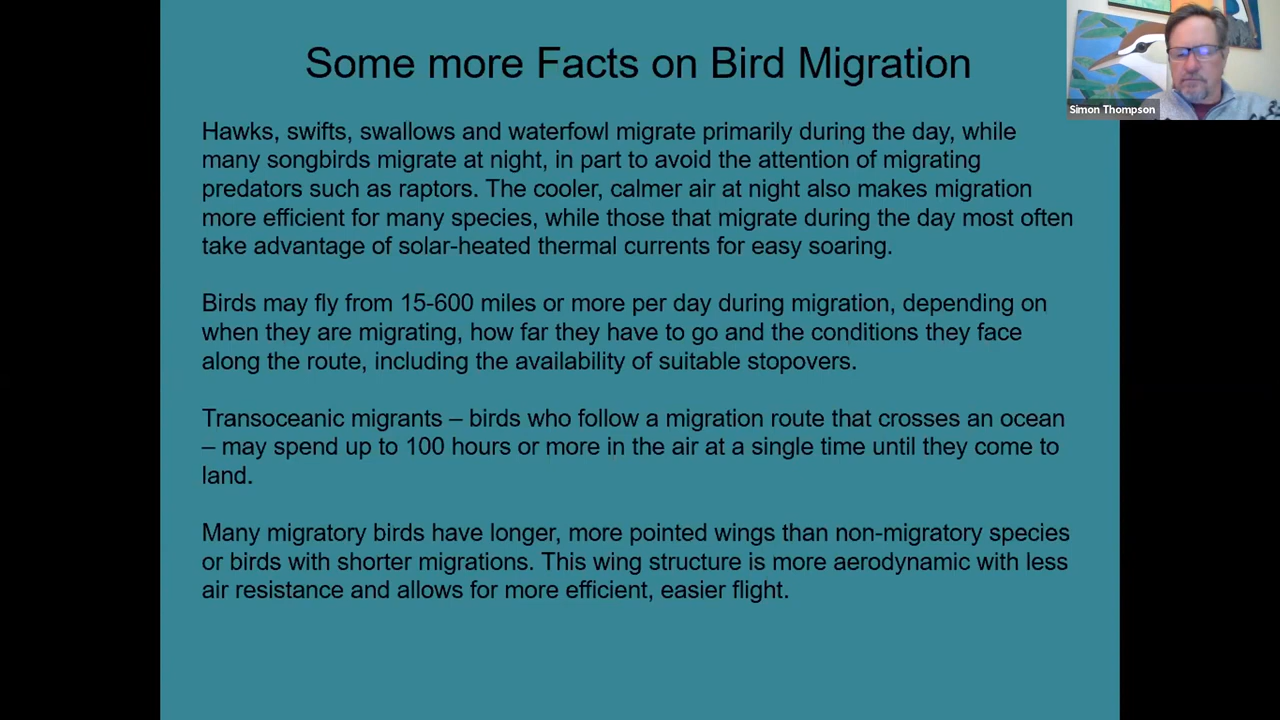 Some more Facts on Bird Migration
Simon Thompson
Hawks, swifts, swallows and waterfowl migrate primarily during the day, while
many songbirds migrate at night, in part to avoid the attention of migrating
predators such as raptors. The cooler, calmer air at night also makes migration
more efficient for many species, while those that migrate during the day most often
take advantage of solar-heated thermal currents for easy soaring.
Birds may fly from 15-600 miles or more per day during migration, depending on
when they are migrating, how far they have to go and the conditions they face
along the route, including the availability of suitable stopovers.
Transoceanic migrants – birds who follow a migration route that crosses an ocean
– may spend up to 100 hours or more in the air at a single time until they come to
land.
Many migratory birds have longer, more pointed wings than non-migratory species
or birds with shorter migrations. This wing structure is more aerodynamic with less
air resistance and allows for more efficient, easier flight.